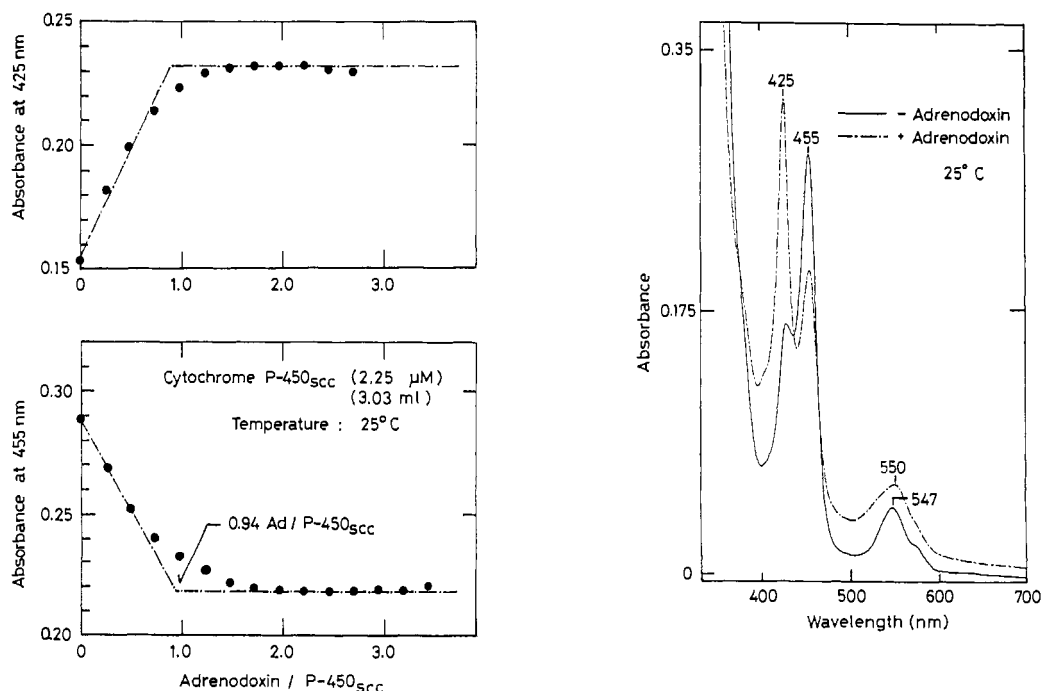 Absorbance at 425 nm
0.25
0.20
0.15
0 1.0 2.0 3.0
Absorbance at 455 nm
0.30
0.25
0.20
Cytochrome P-450scc (2.25 μM)
(3.03 ml)
Temperature : 25°C
0.94 Ad / P-450scc
0 1.0 2.0 3.0
Adrenodoxin / P-450scc
Absorbance
0.35
0.175
0
425
455
- Adrenodoxin
+ Adrenodoxin
25° C
550
547
400 500 600 700
Wavelength (nm)